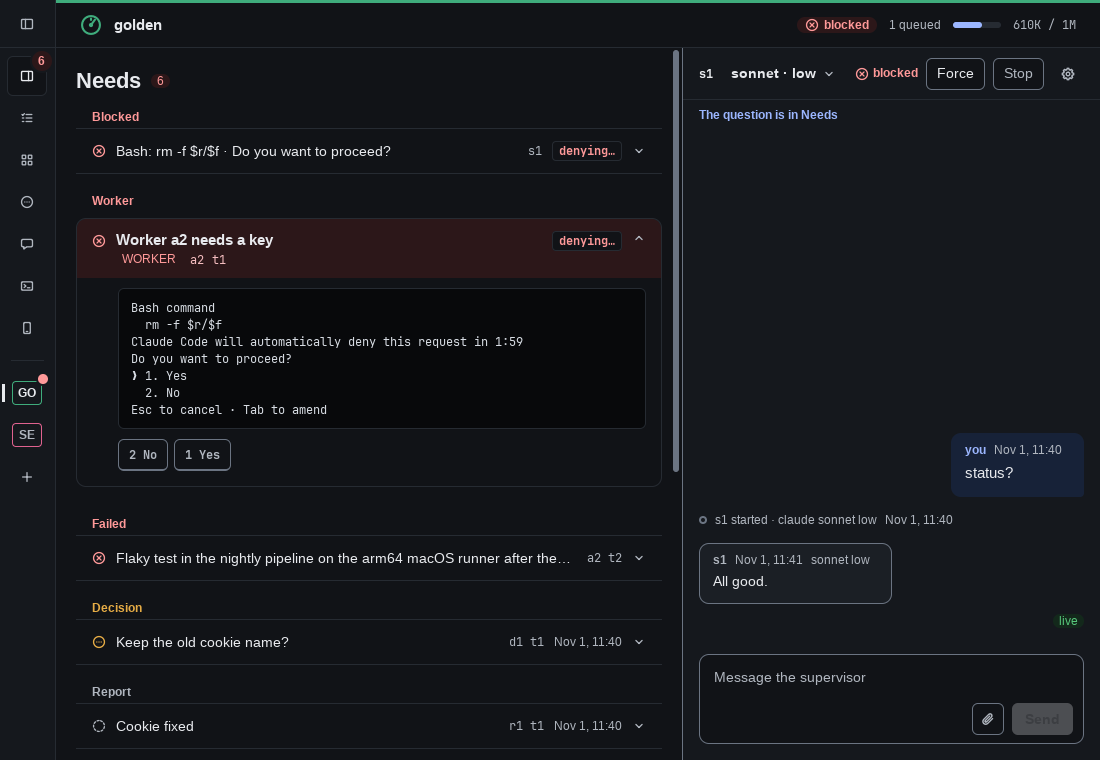 golden
blocked
1 queued
610K / 1M
6
Needs 6
Blocked
Bash: rm -f $r/$f · Do you want to proceed?
s1
denying…
Worker
Worker a2 needs a key
denying…
WORKER a2 t1
Bash command
rm -f $r/$f
Claude Code will automatically deny this request in 1:59
Do you want to proceed?
❯ 1. Yes
2. No
Esc to cancel · Tab to amend
2 No
1 Yes
Failed
Flaky test in the nightly pipeline on the arm64 macOS runner after the…
a2 t2
Decision
Keep the old cookie name?
d1 t1 Nov 1, 11:40
Report
Cookie fixed
r1 t1 Nov 1, 11:40
GO
SE
s1 sonnet · low
blocked
Force
Stop
The question is in Needs
you Nov 1, 11:40
status?
s1 started · claude sonnet low Nov 1, 11:40
s1 Nov 1, 11:41 sonnet low
All good.
live
Message the supervisor
Send